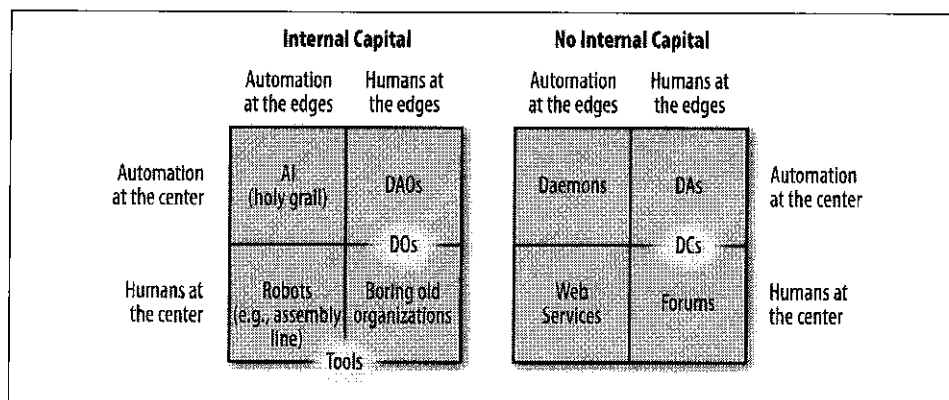 Internal Capital
No Internal Capital
Automation
at the edges
Humans at
the edges
Automation
at the edges
Humans at
the edges
Automation
at the center
AI
(holy grail)
DAOs
Daemons
DAs
Automation
at the center
DOs
DCs
Humans at
the center
Robots
(e.g., assembly
line)
Boring old
organizations
Web
Services
Forums
Humans at
the center
Tools